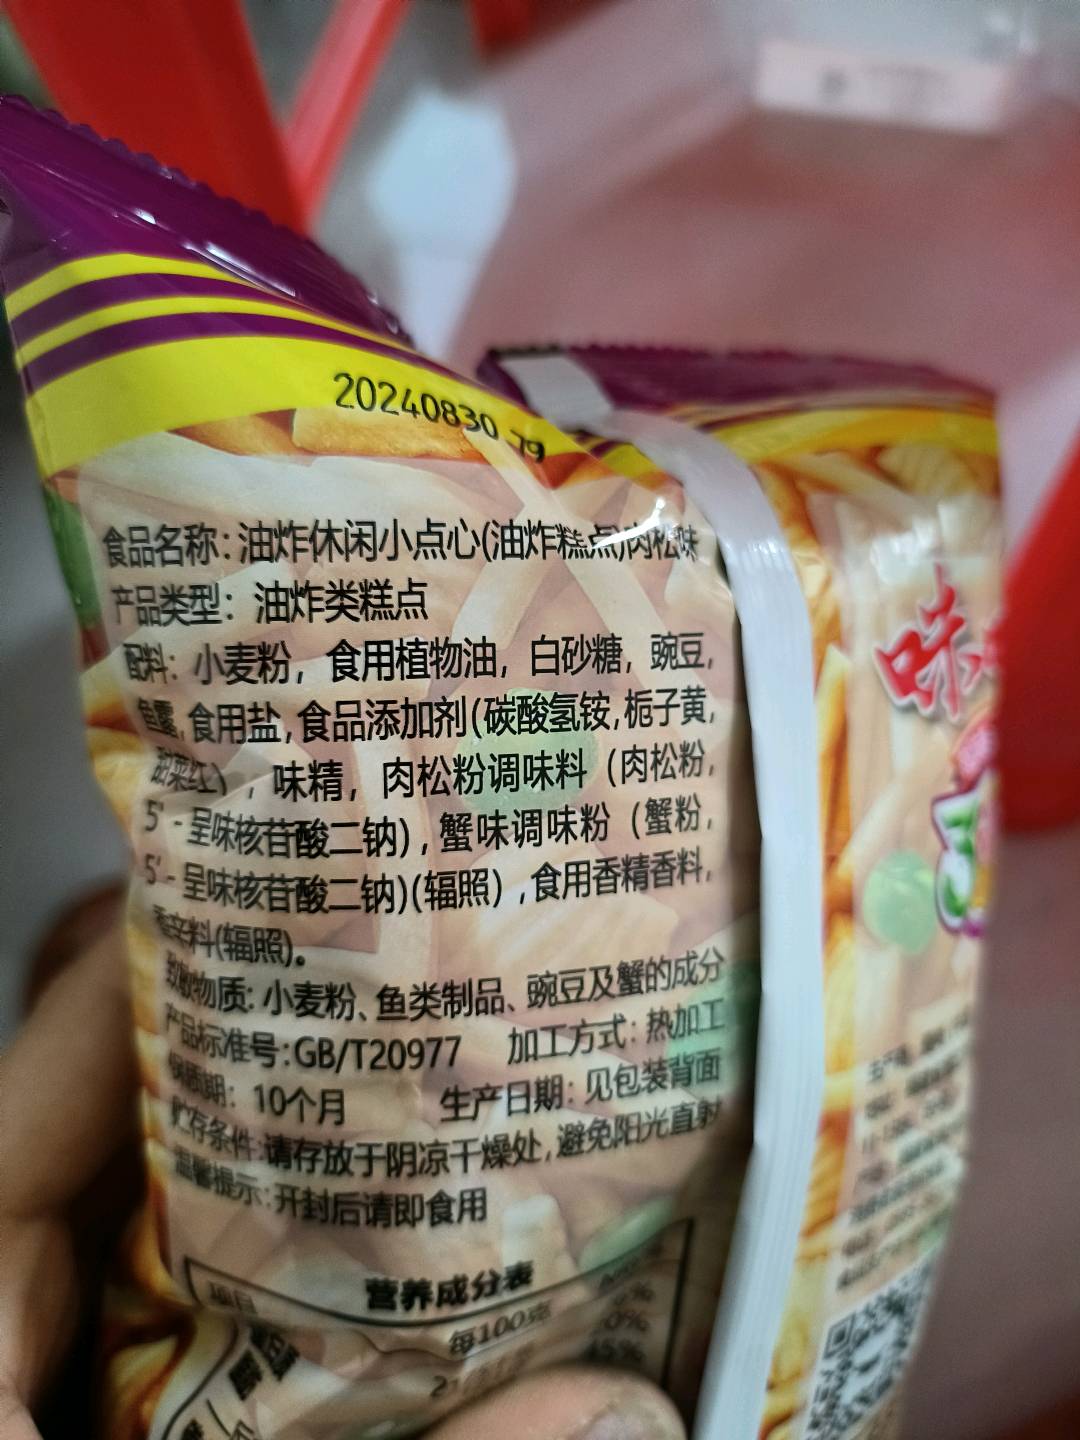 20240830 79
食品名称：油炸休闲小点心(油炸糕点)肉松味
产品类型：油炸类糕点
配料：小麦粉，食用植物油，白砂糖，豌豆，
鱼露,食用盐,食品添加剂(碳酸氢铵,栀子黄，
甜菜红)，味精，肉松粉调味料（肉松粉，
5'-呈味核苷酸二钠),蟹味调味粉（蟹粉，
5'-呈味核苷酸二钠)(辐照)，食用香精香料，
香辛料(辐照)。
致敏物质：小麦粉、鱼类制品、豌豆及蟹的成分
产品标准号:GB/T20977 加工方式：热加工
保质期：10个月 生产日期：见包装背面
贮存条件:请存放于阴凉干燥处,避免阳光直射
温馨提示:开封后请即食用
营养成分表
项目 每100克
味